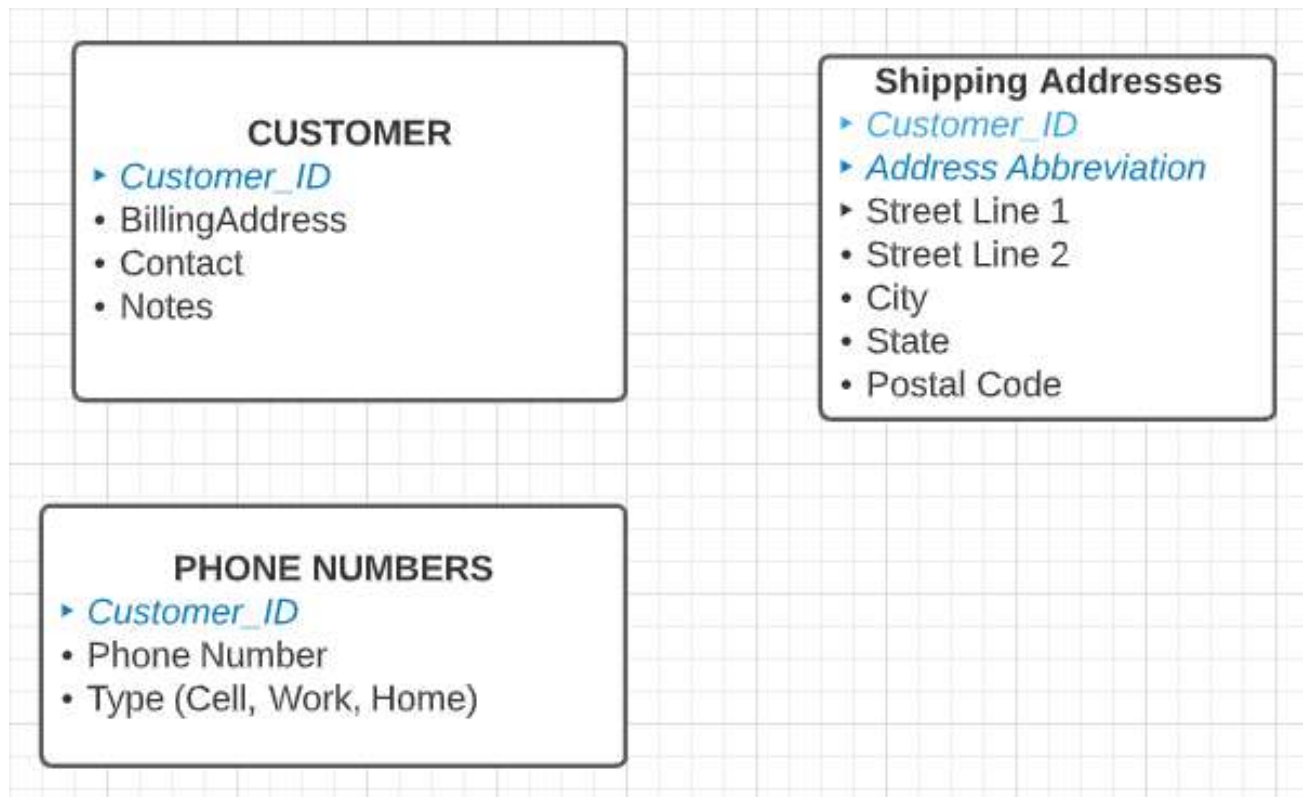 CUSTOMER
Customer_ID
BillingAddress
Contact
Notes
Shipping Addresses
Customer_ID
Address Abbreviation
Street Line 1
Street Line 2
City
State
Postal Code
PHONE NUMBERS
Customer_ID
Phone Number
Type (Cell, Work, Home)